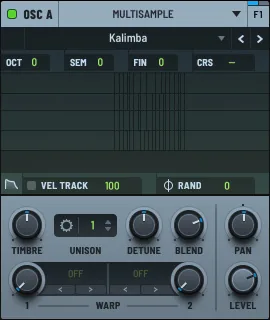 OSC A MULTISAMPLE F1
Kalimba
OCT 0 SEM 0 FIN 0 CRS –
VEL TRACK 100 RAND 0
1
TIMBRE UNISON DETUNE BLEND PAN
OFF OFF
1 WARP 2 LEVEL